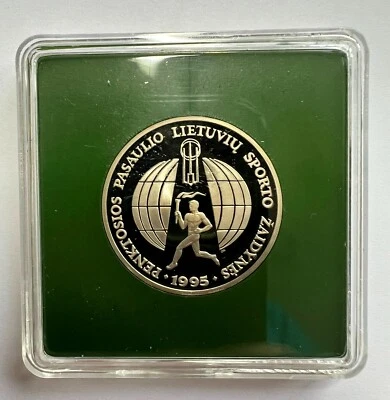 PENKTOSIOS PASAULIO LIETUVIŲ SPORTO ŽAIDYNĖS
· 1995 ·